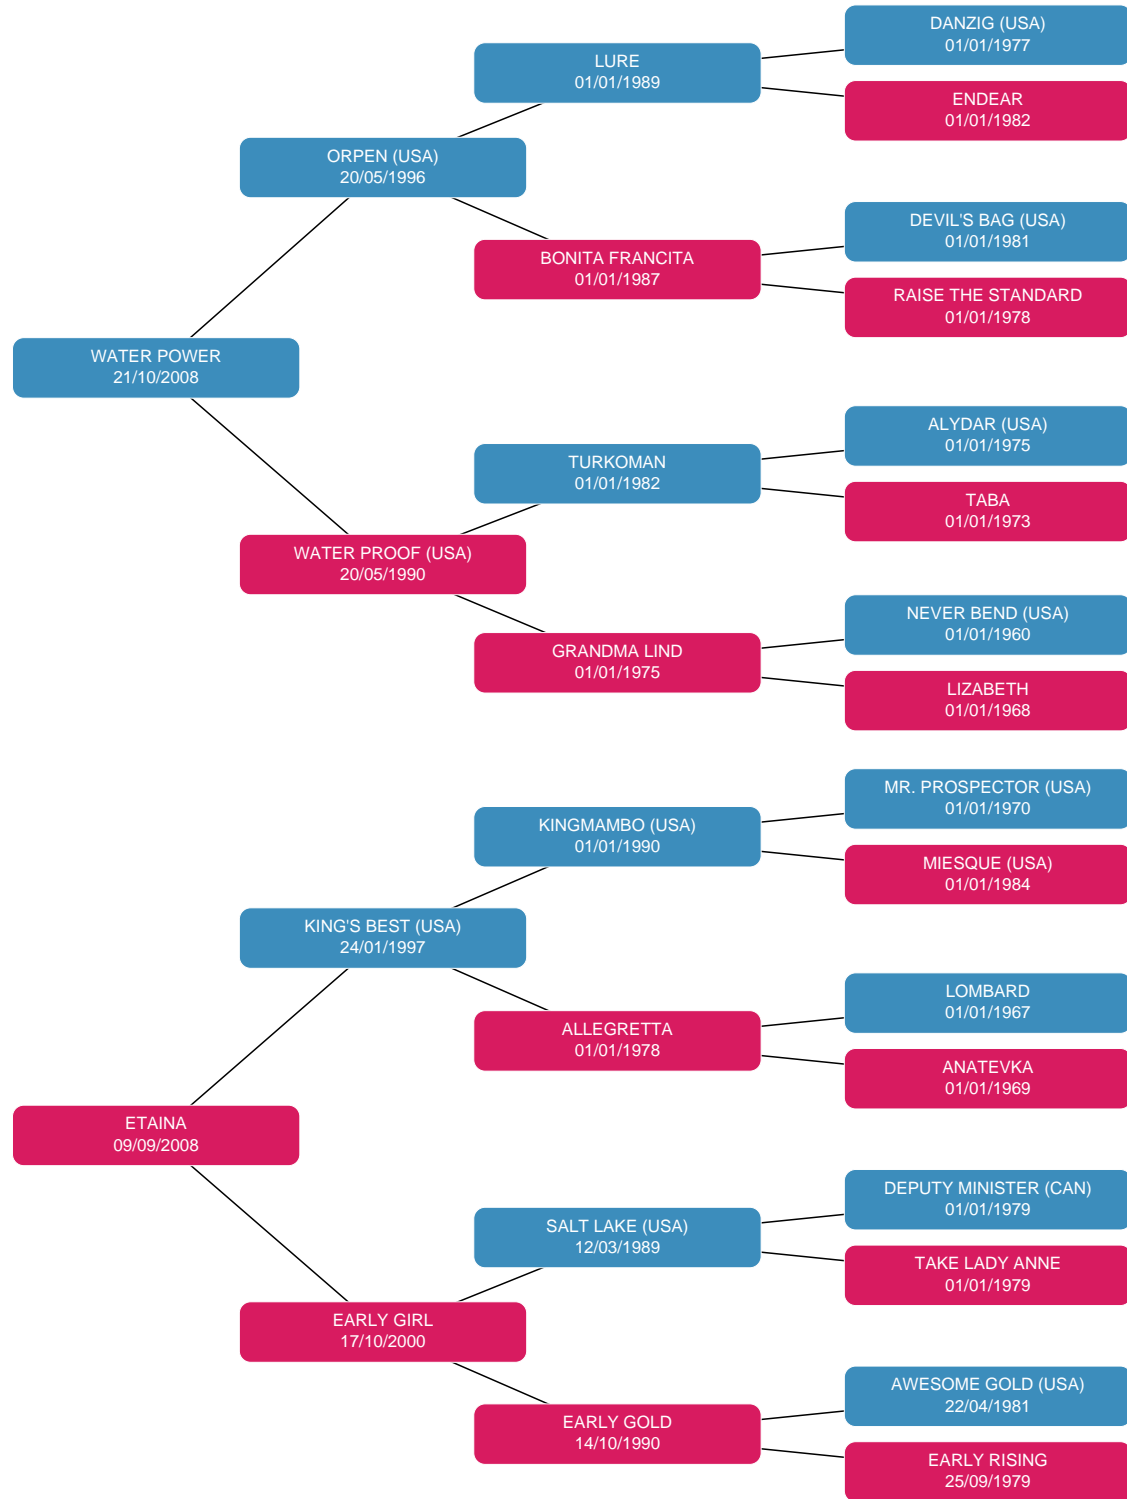 DANZIG (USA)
01/01/1977
LURE
01/01/1989
ENDEAR
01/01/1982
ORPEN (USA)
20/05/1996
DEVIL'S BAG (USA)
01/01/1981
BONITA FRANCITA
01/01/1987
RAISE THE STANDARD
01/01/1978
WATER POWER
21/10/2008
ALYDAR (USA)
01/01/1975
TURKOMAN
01/01/1982
TABA
01/01/1973
WATER PROOF (USA)
20/05/1990
NEVER BEND (USA)
01/01/1960
GRANDMA LIND
01/01/1975
LIZABETH
01/01/1968
MR. PROSPECTOR (USA)
01/01/1970
KINGMAMBO (USA)
01/01/1990
MIESQUE (USA)
01/01/1984
KING'S BEST (USA)
24/01/1997
LOMBARD
01/01/1967
ALLEGRETTA
01/01/1978
ANATEVKA
01/01/1969
ETAINA
09/09/2008
DEPUTY MINISTER (CAN)
01/01/1979
SALT LAKE (USA)
12/03/1989
TAKE LADY ANNE
01/01/1979
EARLY GIRL
17/10/2000
AWESOME GOLD (USA)
22/04/1981
EARLY GOLD
14/10/1990
EARLY RISING
25/09/1979